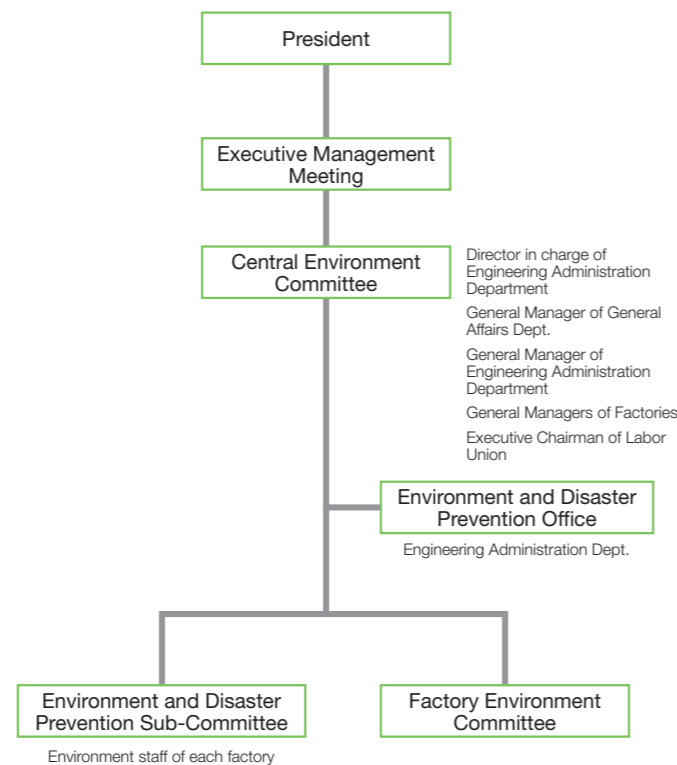 President
Executive Management
Meeting
Central Environment
Committee
Director in charge of
Engineering Administration
Department
General Manager of General
Affairs Dept.
General Manager of
Engineering Administration
Department
General Managers of Factories
Executive Chairman of Labor
Union
Environment and Disaster
Prevention Office
Engineering Administration Dept.
Environment and Disaster
Prevention Sub-Committee
Environment staff of each factory
Factory Environment
Committee